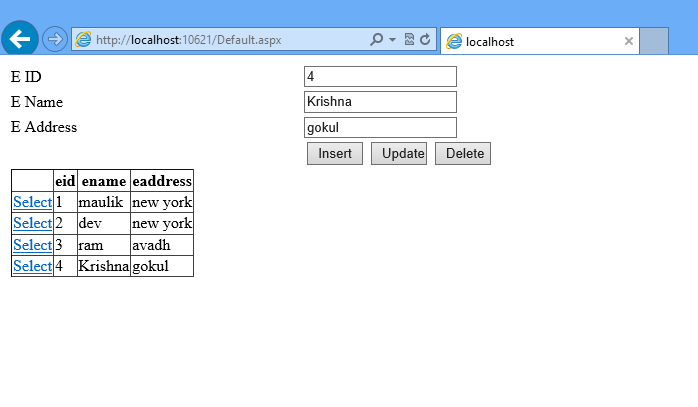 http://localhost:10621/Default.aspx localhost
E ID 4
E Name Krishna
E Address gokul
Insert Update Delete
eid ename eaddress
Select 1 maulik new york
Select 2 dev new york
Select 3 ram avadh
Select 4 Krishna gokul